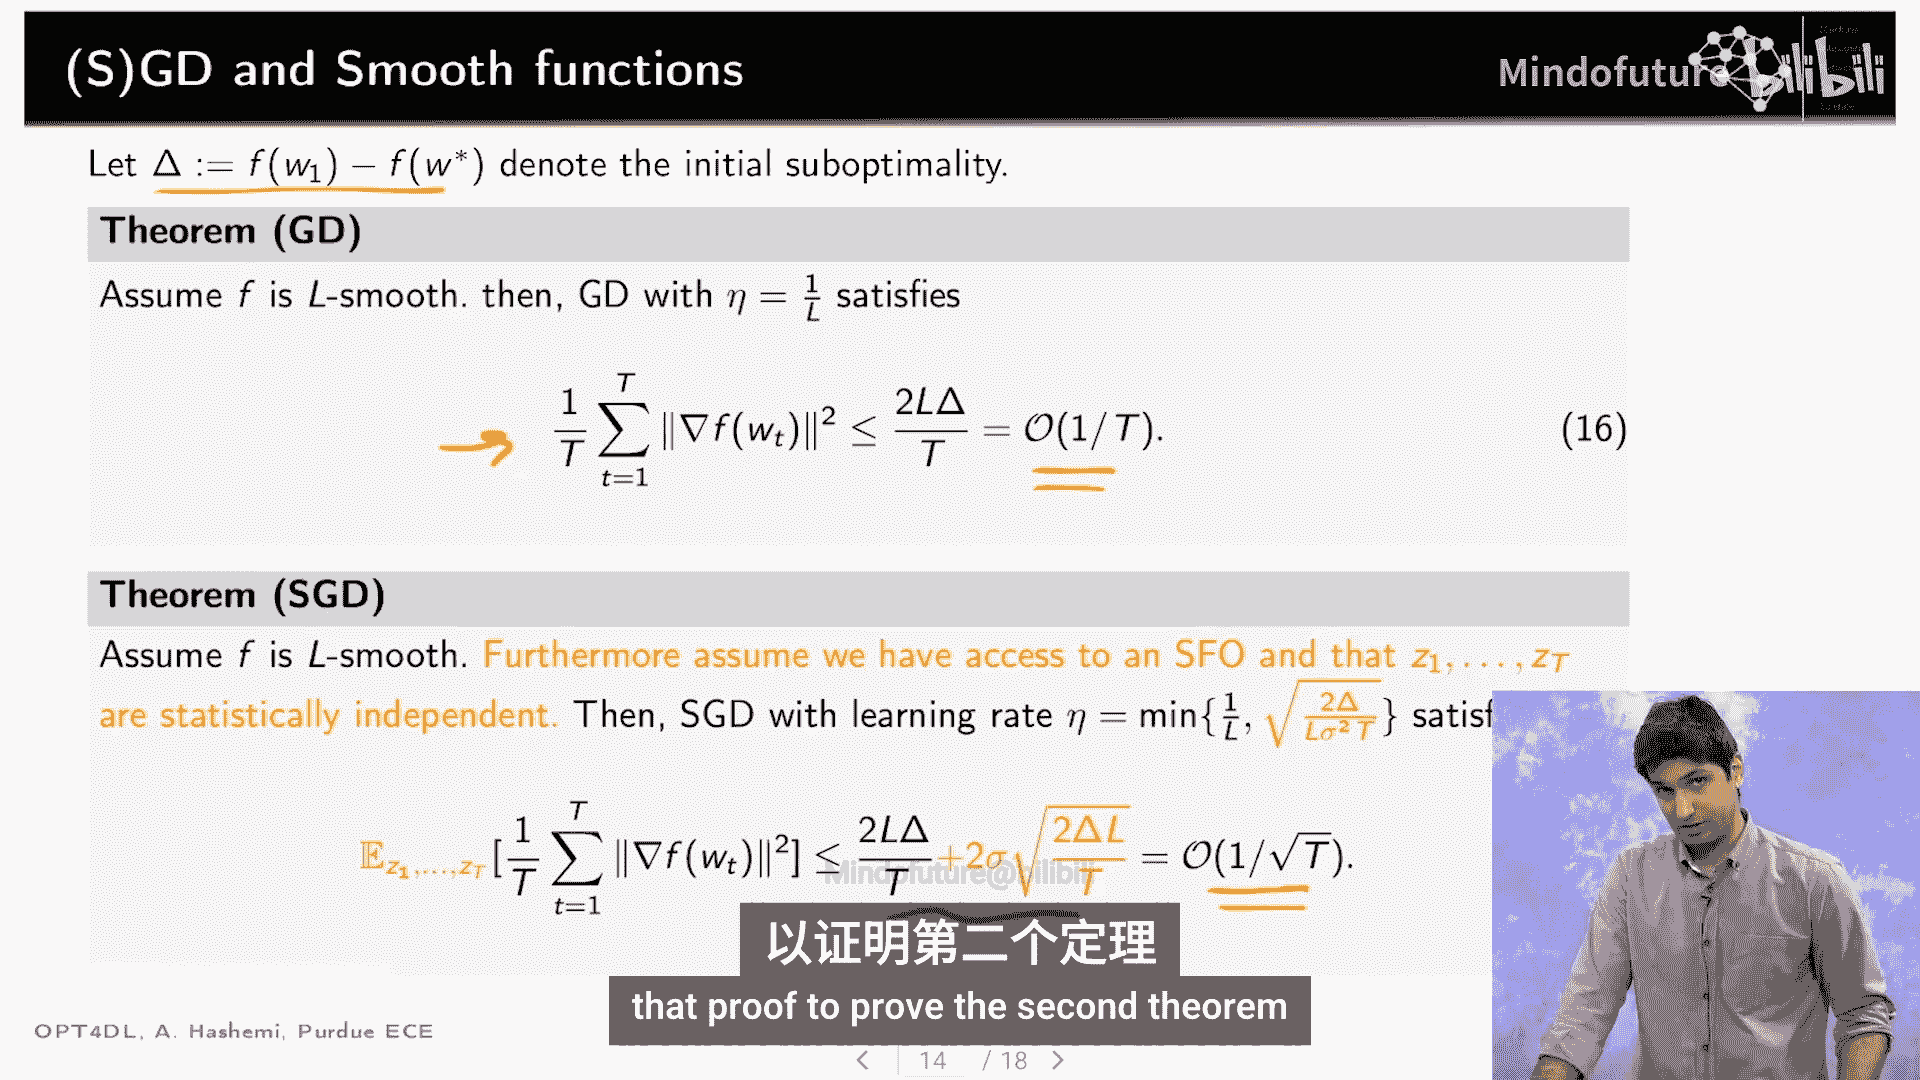 (S)GD and Smooth functions
Mindofuture
bilibili
Let Δ := f(w₁) − f(w*) denote the initial suboptimality.
Theorem (GD)
Assume f is L-smooth. then, GD with η = 1/L satisfies
1/T ∑_{t=1}^{T} ‖∇f(w_t)‖² ≤ 2LΔ/T = 𝒪(1/T). (16)
Theorem (SGD)
Assume f is L-smooth. Furthermore assume we have access to an SFO and that z₁, . . . , z_T
are statistically independent. Then, SGD with learning rate η = min{1/L, √(2Δ/(Lσ²T))} satisf
𝔼_{z₁,...,z_T} [1/T ∑_{t=1}^{T} ‖∇f(w_t)‖²] ≤ 2LΔ/T +2σ√(2ΔL/T) = 𝒪(1/√T).
Mindofuture@bilibili
以证明第二个定理
that proof to prove the second theorem
OPT4DL, A. Hashemi, Purdue ECE
14 / 18